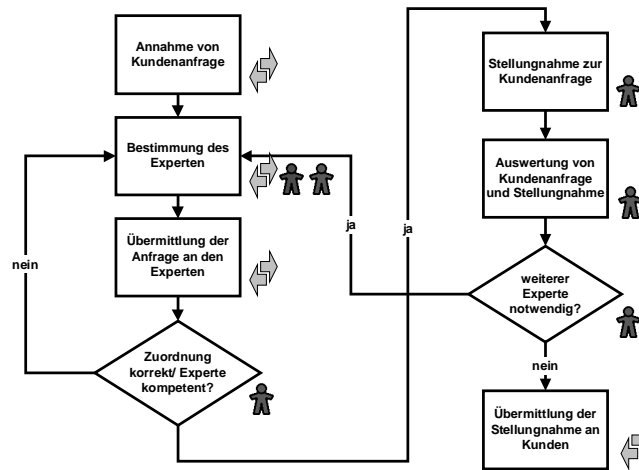 Annahme von
Kundenanfrage
Bestimmung des
Experten
Übermittlung der
Anfrage an den
Experten
nein
Zuordnung
korrekt/ Experte
kompetent?
ja
ja
Stellungnahme zur
Kundenanfrage
Auswertung von
Kundenanfrage
und Stellungnahme
weiterer
Experte
notwendig?
nein
Übermittlung der
Stellungnahme an
Kunden